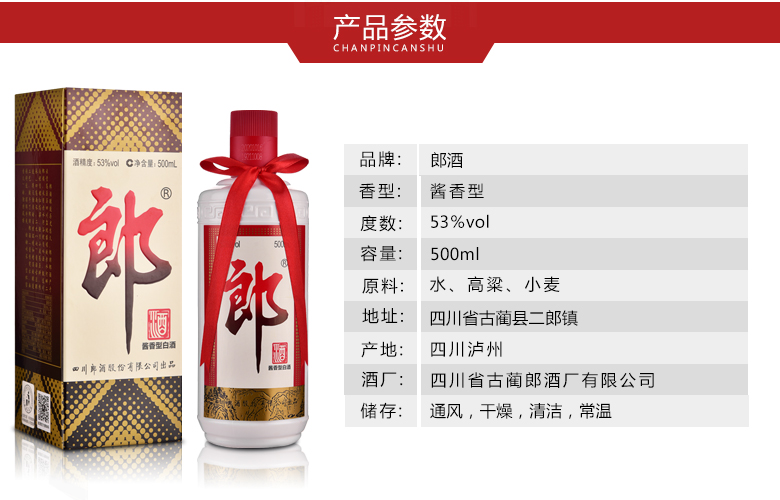 产品参数
CHANPINCANSHU
酒精度:53%vol 净含量:500mL
郎®
酒
酱香型白酒
四川郎酒股份有限公司出品
郎®
酒
酱香型白酒
品牌: 郎酒
香型: 酱香型
度数: 53%vol
容量: 500ml
原料: 水、高粱、小麦
地址: 四川省古蔺县二郎镇
产地: 四川泸州
酒厂: 四川省古蔺郎酒厂有限公司
储存: 通风,干燥,清洁,常温